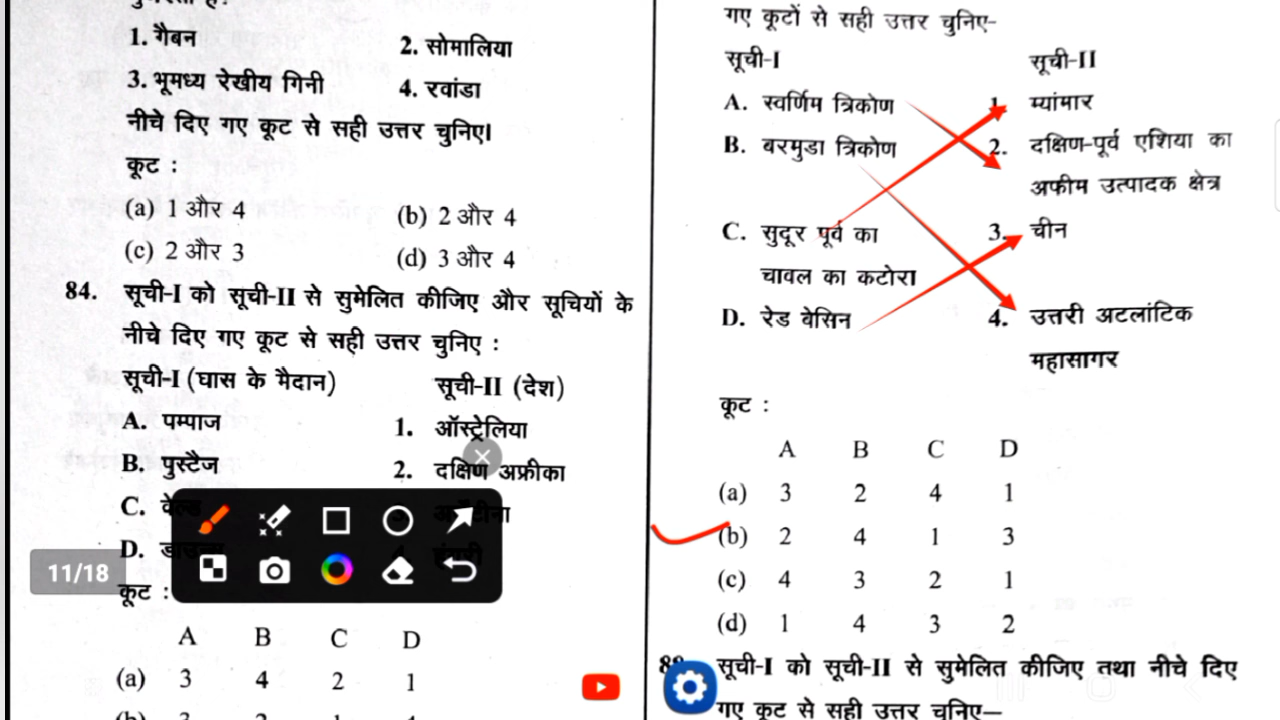 1. गैबन
2. सोमालिया
3. भूमध्य रेखीय गिनी
4. रवांडा
नीचे दिए गए कूट से सही उत्तर चुनिए।
कूट :
(a) 1 और 4
(b) 2 और 4
(c) 2 और 3
(d) 3 और 4
84. सूची-I को सूची-II से सुमेलित कीजिए और सूचियों के
नीचे दिए गए कूट से सही उत्तर चुनिए :
सूची-I (घास के मैदान)
सूची-II (देश)
A. पम्पाज
1. ऑस्ट्रेलिया
B. पुस्टैज
2. दक्षिण अफ्रीका
C. वेल्स
D.
11/18
कूट :
A B C D
(a) 3 4 2 1
गए कूटों से सही उत्तर चुनिए-
सूची-I
सूची-II
A. स्वर्णिम त्रिकोण
1. म्यांमार
B. बरमुडा त्रिकोण
2. दक्षिण-पूर्व एशिया का
अफीम उत्पादक क्षेत्र
C. सुदूर पूर्व का
3. चीन
चावल का कटोरा
D. रेड वेसिन
4. उत्तरी अटलांटिक
महासागर
कूट :
A B C D
(a) 3 2 4 1
(b) 2 4 1 3
(c) 4 3 2 1
(d) 1 4 3 2
सूची-I को सूची-II से सुमेलित कीजिए तथा नीचे दिए
गए कूट से सही उत्तर चुनिए–